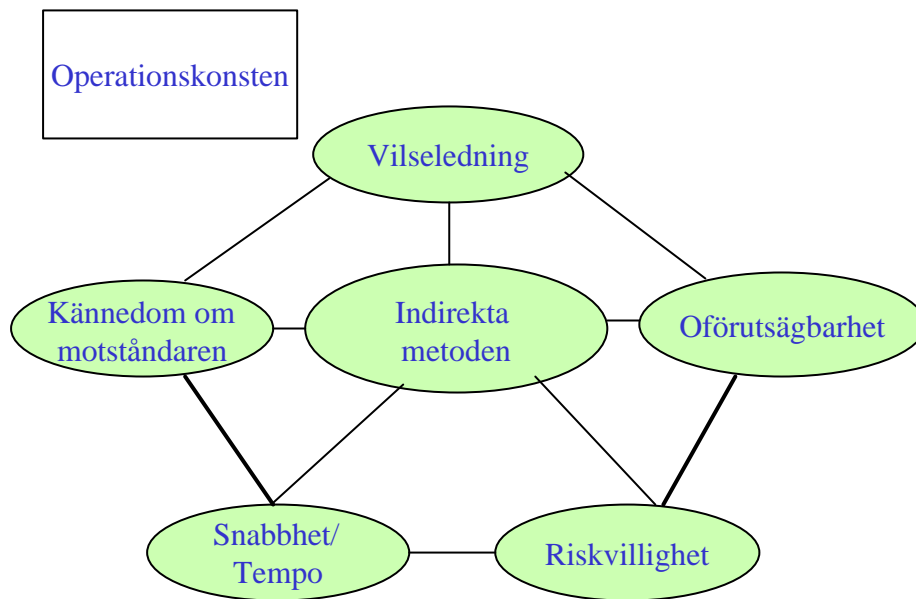 Operationskonsten
Vilseledning
Kännedom om
motståndaren
Indirekta
metoden
Oförutsägbarhet
Snabbhet/
Tempo
Riskvillighet